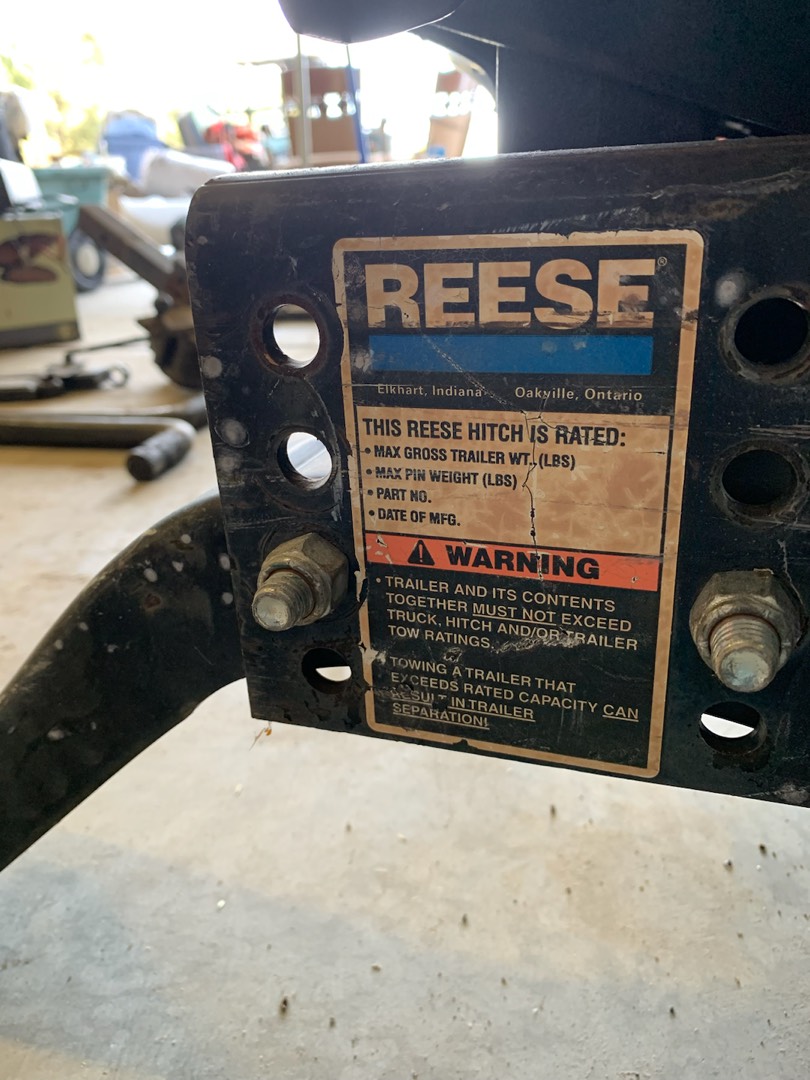 REESE®
Elkhart, Indiana Oakville, Ontario
THIS REESE HITCH IS RATED:
• MAX GROSS TRAILER WT. (LBS)
• MAX PIN WEIGHT (LBS)
• PART NO.
• DATE OF MFG.
WARNING
• TRAILER AND ITS CONTENTS
TOGETHER MUST NOT EXCEED
TRUCK, HITCH AND/OR TRAILER
TOW RATINGS.
TOWING A TRAILER THAT
EXCEEDS RATED CAPACITY CAN
RESULT IN TRAILER
SEPARATION!